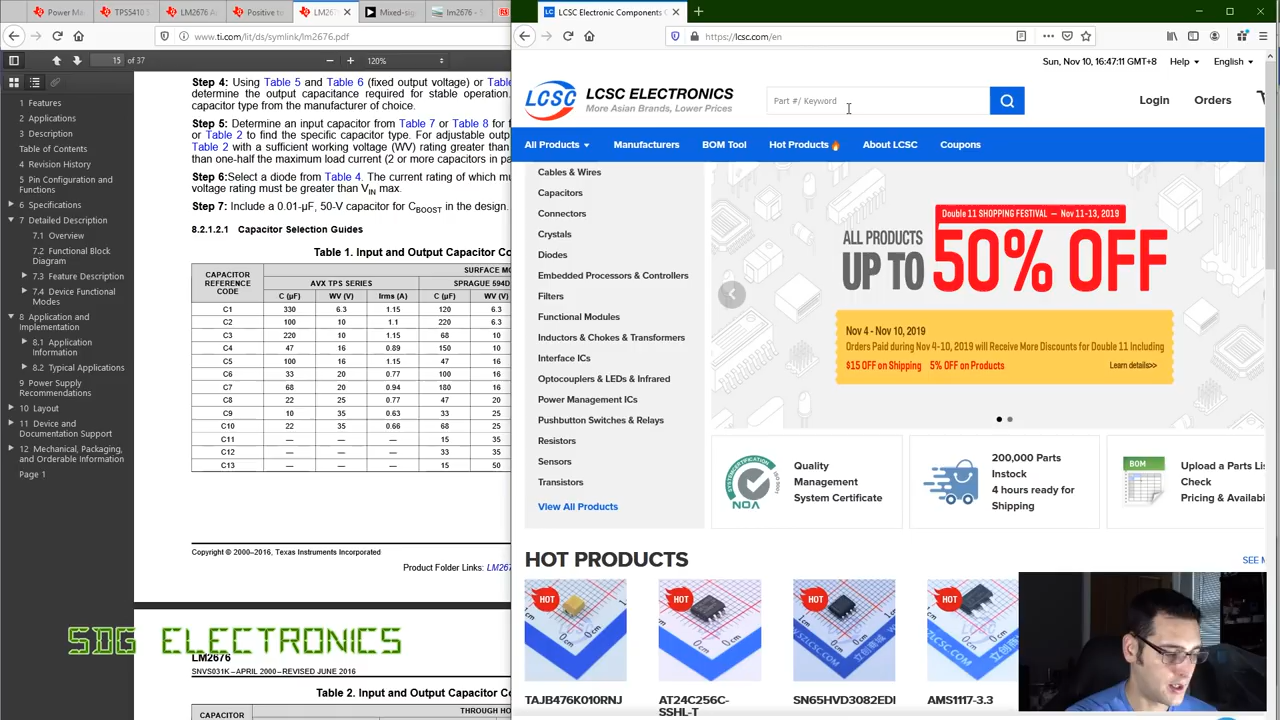 Power Me
TPS5410 5
LM2676 A
Positive to
LM2676
Mixed-sig
lm2676 -
www.ti.com/lit/ds/symlink/lm2676.pdf
15 of 37
120%
1 Features
2 Applications
3 Description
Table of Contents
4 Revision History
5 Pin Configuration and
Functions
6 Specifications
7 Detailed Description
7.1 Overview
7.2 Functional Block
Diagram
7.3 Feature Description
7.4 Device Functional
Modes
8 Application and
Implementation
8.1 Application
Information
8.2 Typical Applications
9 Power Supply
Recommendations
10 Layout
11 Device and
Documentation Support
12 Mechanical, Packaging,
and Orderable Information
Page 1
Step 4: Using Table 5 and Table 6 (fixed output voltage) or Table
determine the output capacitance required for stable operation.
capacitor type from the manufacturer of choice.
Step 5: Determine an input capacitor from Table 7 or Table 8 for
or Table 2 to find the specific capacitor type. For adjustable outpu
Table 2 with a sufficient working voltage (WV) rating greater than
than one-half the maximum load current (2 or more capacitors in pa
Step 6:Select a diode from Table 4. The current rating of which mu
voltage rating must be greater than VIN max.
Step 7: Include a 0.01-μF, 50-V capacitor for CBOOST in the design.
8.2.1.2.1 Capacitor Selection Guides
Table 1. Input and Output Capacitor Co
CAPACITOR REFERENCE CODE SURFACE MO
AVX TPS SERIES SPRAGUE 594D
C (μF) WV (V) Irms (A) C (μF) WV (V)
C1 330 6.3 1.15 120 6.3
C2 100 10 1.1 220 6.3
C3 220 10 1.15 68 10
C4 47 16 0.89 150 10
C5 100 16 1.15 47 16
C6 33 20 0.77 100 16
C7 68 20 0.94 180 16
C8 22 25 0.77 47 20
C9 10 35 0.63 33 25
C10 22 35 0.66 68 25
C11 — — — 15 35
C12 — — — 33 35
C13 — — — 15 50
Copyright © 2000–2016, Texas Instruments Incorporated
Product Folder Links: LM267
SDG ELECTRONICS
LM2676
SNVS031K –APRIL 2000–REVISED JUNE 2016
Table 2. Input and Output Capacitor Co
CAPACITOR THROUGH HO
LCSC Electronic Components
https://lcsc.com/en
Sun, Nov 10, 16:47:11 GMT+8 Help English
LCSC LCSC ELECTRONICS
More Asian Brands, Lower Prices
Part #/ Keyword
Login Orders
All Products Manufacturers BOM Tool Hot Products About LCSC Coupons
Cables & Wires
Capacitors
Connectors
Crystals
Diodes
Embedded Processors & Controllers
Filters
Functional Modules
Inductors & Chokes & Transformers
Interface ICs
Optocouplers & LEDs & Infrared
Power Management ICs
Pushbutton Switches & Relays
Resistors
Sensors
Transistors
View All Products
Double 11 SHOPPING FESTIVAL — Nov 11-13, 2019
ALL PRODUCTS
UP TO 50% OFF
Nov 4 - Nov 10, 2019
Orders Paid during Nov 4-10, 2019 will Receive More Discounts for Double 11 Including
$15 OFF on Shipping 5% OFF on Products Learn details>>
NQA
Quality
Management
System Certificate
200,000 Parts
Instock
4 hours ready for
Shipping
BOM
Upload a Parts Lis
Check
Pricing & Availabi
HOT PRODUCTS
SEE M
HOT HOT HOT HOT
TAJB476K010RNJ
AT24C256C-
SSHL-T
SN65HVD3082EDI
AMS1117-3.3